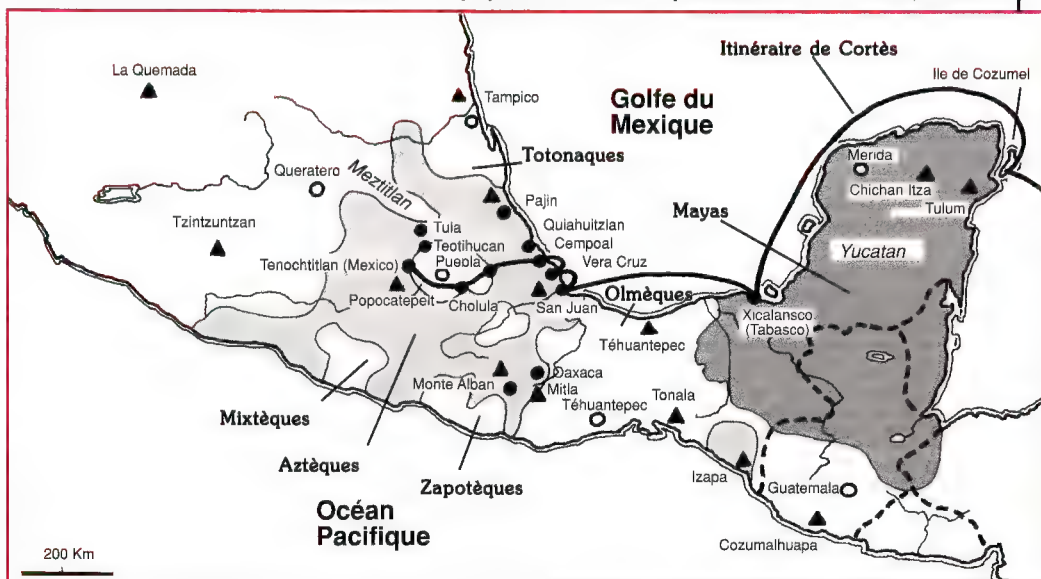 Itinéraire de Cortès
Ile de Cozumel
La Quemada
Tampico
Golfe du
Mexique
Totonaques
Merida
Chichan Itza
Tulum
Queratero
Meztitlan
Pajin
Mayas
Tzintzuntzan
Tula
Quiahuitzlan
Teotihucan
Cempoal
Yucatan
Tenochtitlan (Mexico)
Puebla
Vera Cruz
Popocatepelt
Cholula
San Juan
Olmèques
Xicalansco
(Tabasco)
Téhuantepec
Oaxaca
Monte Alban
Mitla
Téhuantepec
Tonala
Mixtèques
Aztèques
Zapotèques
Izapa
Guatemala
Océan
Pacifique
Cozumalhuapa
200 Km